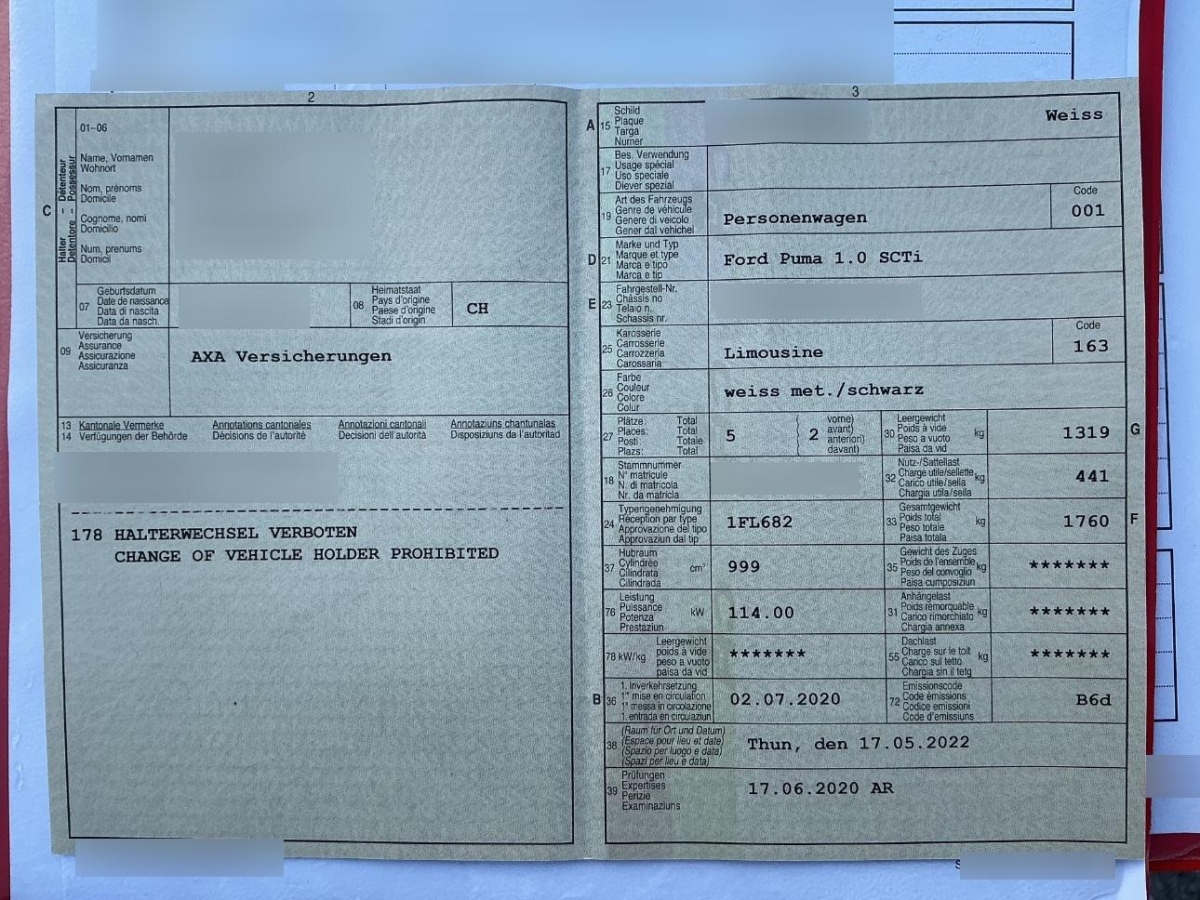 2
01-06
Halter - Détenteur
Detentore - Possessur
C
Name, Vornamen
Wohnort
Nom, prénoms
Domicile
Cognome, nomi
Domicilio
Num, prenums
Domicil
07
Geburtsdatum
Date de naissance
Data di nascita
Data da nasch.
08
Heimatstaat
Pays d'origine
Paese d'origine
Stadi d'origin
CH
09
Versicherung
Assurance
Assicurazione
Assicuranza
AXA Versicherungen
13 Kantonale Vermerke Annotations cantonales Annotazioni cantonali Annotaziuns chantunalas
14 Verfügungen der Behörde Décisions de l'autorité Decisioni dell'autorità Disposiziuns da l'autoritad
178 HALTERWECHSEL VERBOTEN
CHANGE OF VEHICLE HOLDER PROHIBITED
3
A 15
Schild
Plaque
Targa
Numer
Weiss
17
Bes. Verwendung
Usage spécial
Uso speciale
Diever spezial
19
Art des Fahrzeugs
Genre de véhicule
Genere di veicolo
Gener dal vehichel
Personenwagen
Code
001
D 21
Marke und Typ
Marque et type
Marca e tipo
Marca e tip
Ford Puma 1.0 SCTi
E 23
Fahrgestell-Nr.
Châssis no
Telaio n.
Schassis nr.
25
Karosserie
Carrosserie
Carrozzeria
Carossaria
Limousine
Code
163
26
Farbe
Couleur
Colore
Colur
weiss met./schwarz
27
Plätze: Total
Places: Total
Posti: Totale
Plazs: Total
5
2
vorne)
avant)
anteriori)
davant)
30
Leergewicht
Poids à vide
Peso a vuoto
Paisa da vid
kg
1319
G
18
Stammnummer
N° matricule
N. di matricola
Nr. da matricla
32
Nutz-/Sattellast
Charge utile/sellette
Carico utile/sella
Chargia utila/sella
kg
441
24
Typengenehmigung
Réception par type
Approvazione del tipo
Approvaziun dal tip
1FL682
33
Gesamtgewicht
Poids total
Peso totale
Paisa totala
kg
1760
F
37
Hubraum
Cylindrée
Cilindrata
Cilindrada
cm³
999
35
Gewicht des Zuges
Poids de l'ensemble
Peso del convoglio
Paisa cumposiziun
kg
*******
76
Leistung
Puissance
Potenza
Prestaziun
kW
114.00
31
Anhängelast
Poids remorquable
Carico rimorchiato
Chargia annexa
kg
*******
78 kW/kg
Leergewicht
poids à vide
peso a vuoto
paisa da vid
*******
55
Dachlast
Charge sur le toit
Carico sul tetto
Chargia sin il tetg
kg
*******
B 36
1. Inverkehrsetzung
1re mise en circulation
1a messa in circolazione
1. entrada en circulaziun
02.07.2020
72
Emissionscode
Code émissions
Codice emissioni
Code d'emissiuns
B6d
38
(Raum für Ort und Datum)
(Espace pour lieu et date)
(Spazio per luogo e data)
(Spazi per lieu e data)
Thun, den 17.05.2022
39
Prüfungen
Expertises
Perizie
Examinaziuns
17.06.2020 AR